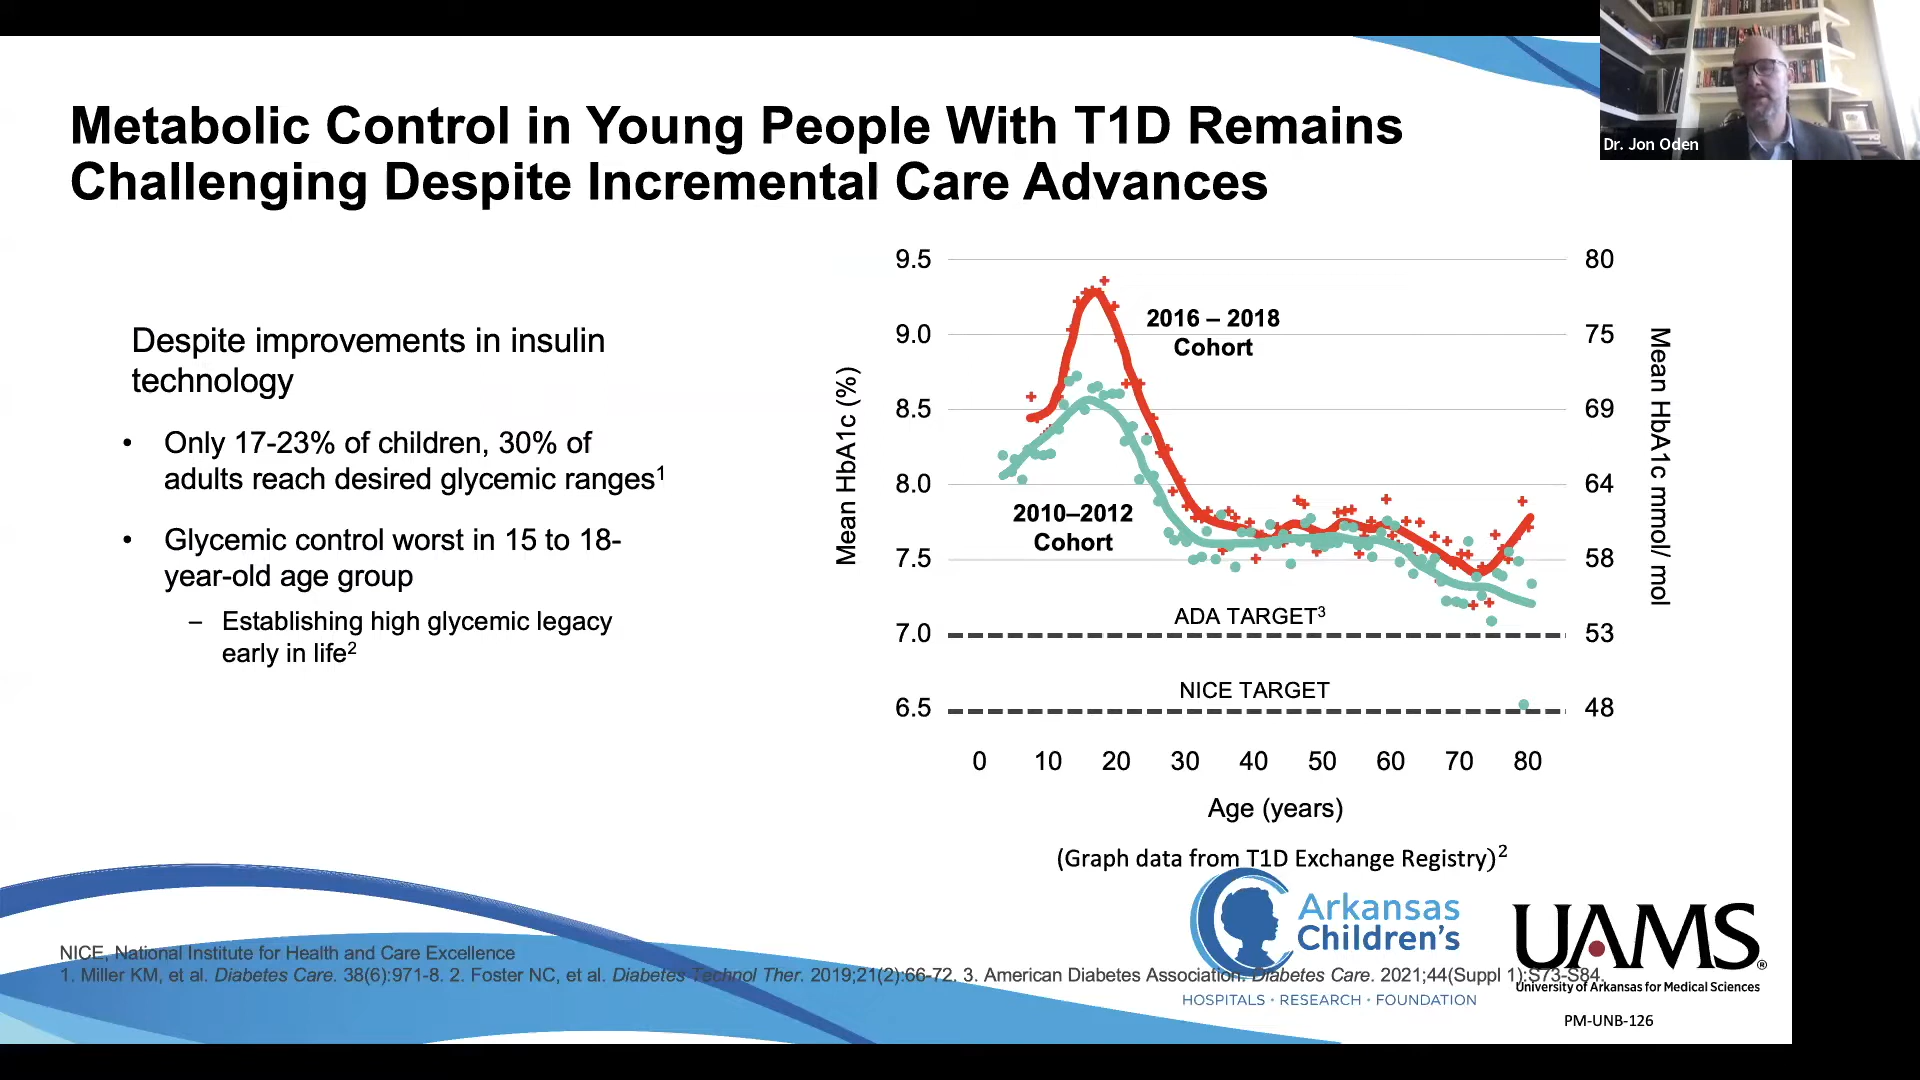 Metabolic Control in Young People With T1D Remains
Challenging Despite Incremental Care Advances
Dr. Jon Oden
Despite improvements in insulin
technology
• Only 17-23% of children, 30% of
adults reach desired glycemic ranges1
• Glycemic control worst in 15 to 18-
year-old age group
– Establishing high glycemic legacy
early in life2
Mean HbA1c (%)
9.5
9.0
8.5
8.0
7.5
7.0
6.5
2016 – 2018
Cohort
2010–2012
Cohort
ADA TARGET3
NICE TARGET
80
75
69
64
58
53
48
Mean HbA1c mmol/ mol
0 10 20 30 40 50 60 70 80
Age (years)
(Graph data from T1D Exchange Registry)2
Arkansas
Children's
HOSPITALS • RESEARCH • FOUNDATION
UAMS®
University of Arkansas for Medical Sciences
NICE, National Institute for Health and Care Excellence
1. Miller KM, et al. Diabetes Care. 38(6):971-8. 2. Foster NC, et al. Diabetes Technol Ther. 2019;21(2):66-72. 3. American Diabetes Association. Diabetes Care. 2021;44(Suppl 1):S73-S84.
PM-UNB-126